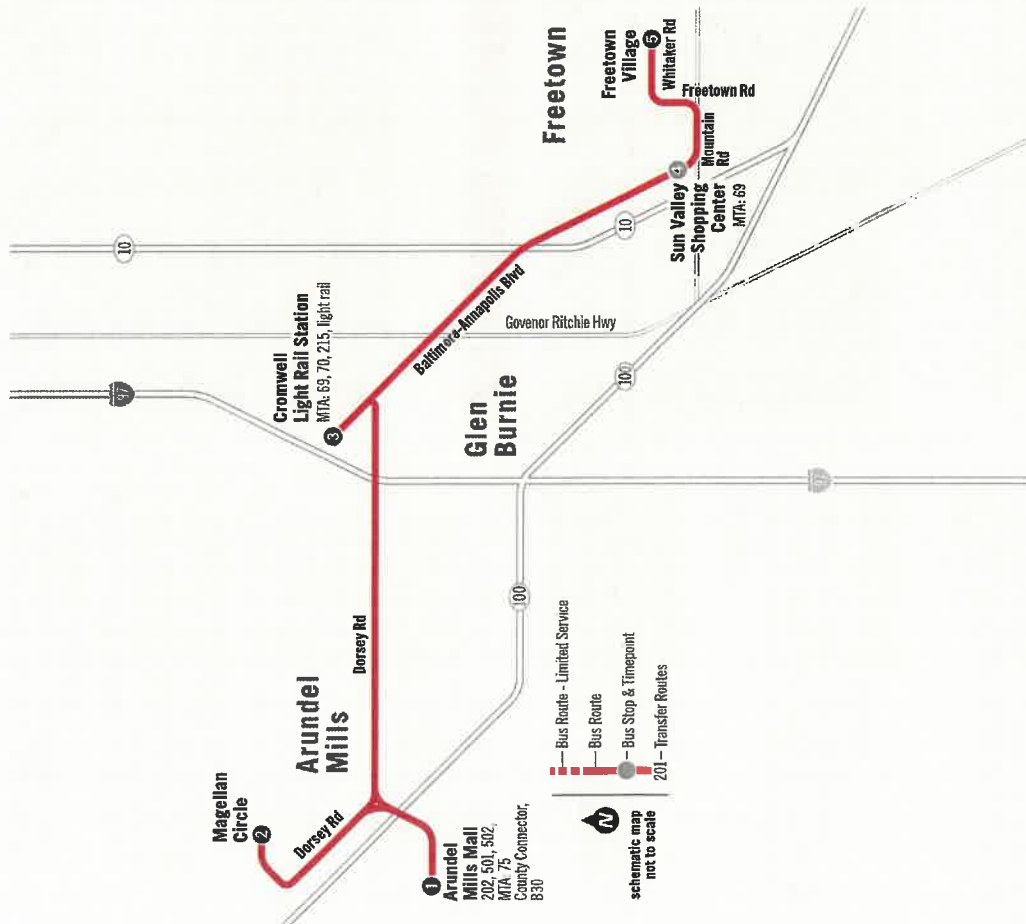 Freetown
Freetown
Village
5
Whitaker Rd
Freetown Rd
Mountain
Rd
4
Sun Valley
Shopping
Center
MTA: 69
10
10
Cromwell
Light Rail Station
MTA: 69, 70, 215, light rail
3
Baltimore-Annapolis Blvd
Govenor Ritchie Hwy
97
Glen
Burnie
100
97
100
Dorsey Rd
Arundel
Mills
Magellan
Circle
2
Dorsey Rd
1
Arundel
Mills Mall
202, 501, 502,
MTA: 75
County Connector,
B30
Bus Route - Limited Service
Bus Route
Bus Stop & Timepoint
201 – Transfer Routes
N
schematic map
not to scale